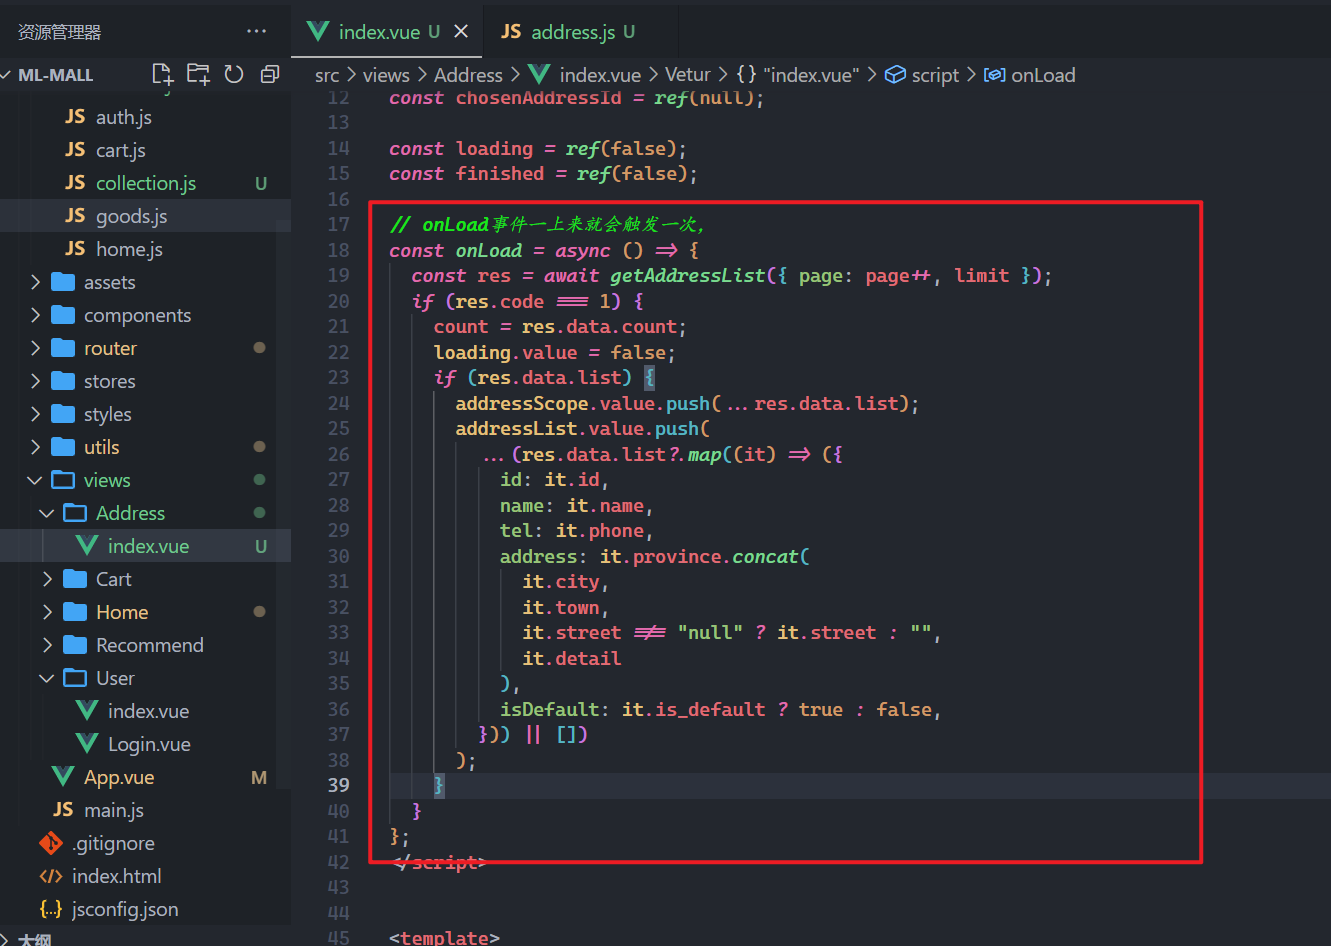 资源管理器 ···
index.vue U ×
JS address.js U
ML-MALL
src > views > Address > index.vue > Vetur > {} "index.vue" > script > onLoad
JS auth.js
JS cart.js
JS collection.js U
JS goods.js
JS home.js
assets
components
router
stores
styles
utils
views
Address
index.vue U
Cart
Home
Recommend
User
index.vue
Login.vue
App.vue M
JS main.js
.gitignore
index.html
jsconfig.json
大纲
12 const chosenAddressId = ref(null);
13
14 const loading = ref(false);
15 const finished = ref(false);
16
17 // onLoad事件一上来就会触发一次,
18 const onLoad = async () => {
19 const res = await getAddressList({ page: page++, limit });
20 if (res.code === 1) {
21 count = res.data.count;
22 loading.value = false;
23 if (res.data.list) {
24 addressScope.value.push(...res.data.list);
25 addressList.value.push(
26 ...(res.data.list?.map((it) => ({
27 id: it.id,
28 name: it.name,
29 tel: it.phone,
30 address: it.province.concat(
31 it.city,
32 it.town,
33 it.street !== "null" ? it.street : "",
34 it.detail
35 ),
36 isDefault: it.is_default ? true : false,
37 })) || [])
38 );
39 }
40 }
41 };
42 </script>
43
44
45 <template>